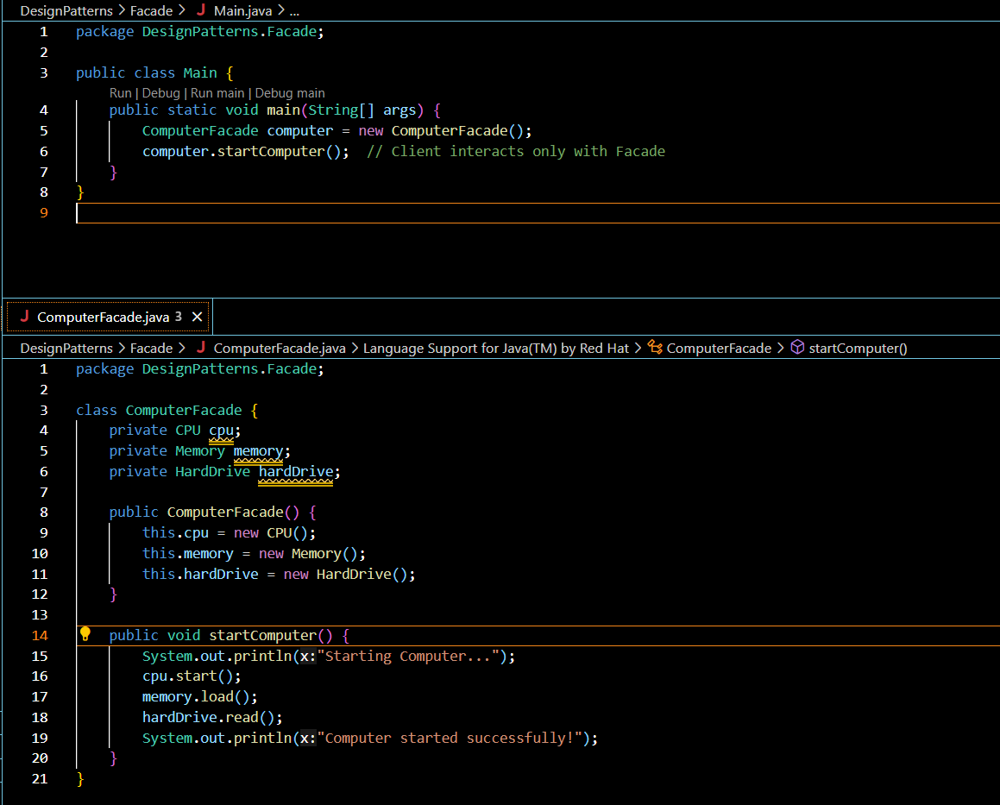 DesignPatterns > Facade > J Main.java > ...
1 package DesignPatterns.Facade;
2
3 public class Main {
Run | Debug | Run main | Debug main
4 public static void main(String[] args) {
5 ComputerFacade computer = new ComputerFacade();
6 computer.startComputer(); // Client interacts only with Facade
7 }
8 }
9
J ComputerFacade.java 3 ×
DesignPatterns > Facade > J ComputerFacade.java > Language Support for Java(TM) by Red Hat > ComputerFacade > startComputer()
1 package DesignPatterns.Facade;
2
3 class ComputerFacade {
4 private CPU cpu;
5 private Memory memory;
6 private HardDrive hardDrive;
7
8 public ComputerFacade() {
9 this.cpu = new CPU();
10 this.memory = new Memory();
11 this.hardDrive = new HardDrive();
12 }
13
14 public void startComputer() {
15 System.out.println(x:"Starting Computer...");
16 cpu.start();
17 memory.load();
18 hardDrive.read();
19 System.out.println(x:"Computer started successfully!");
20 }
21 }